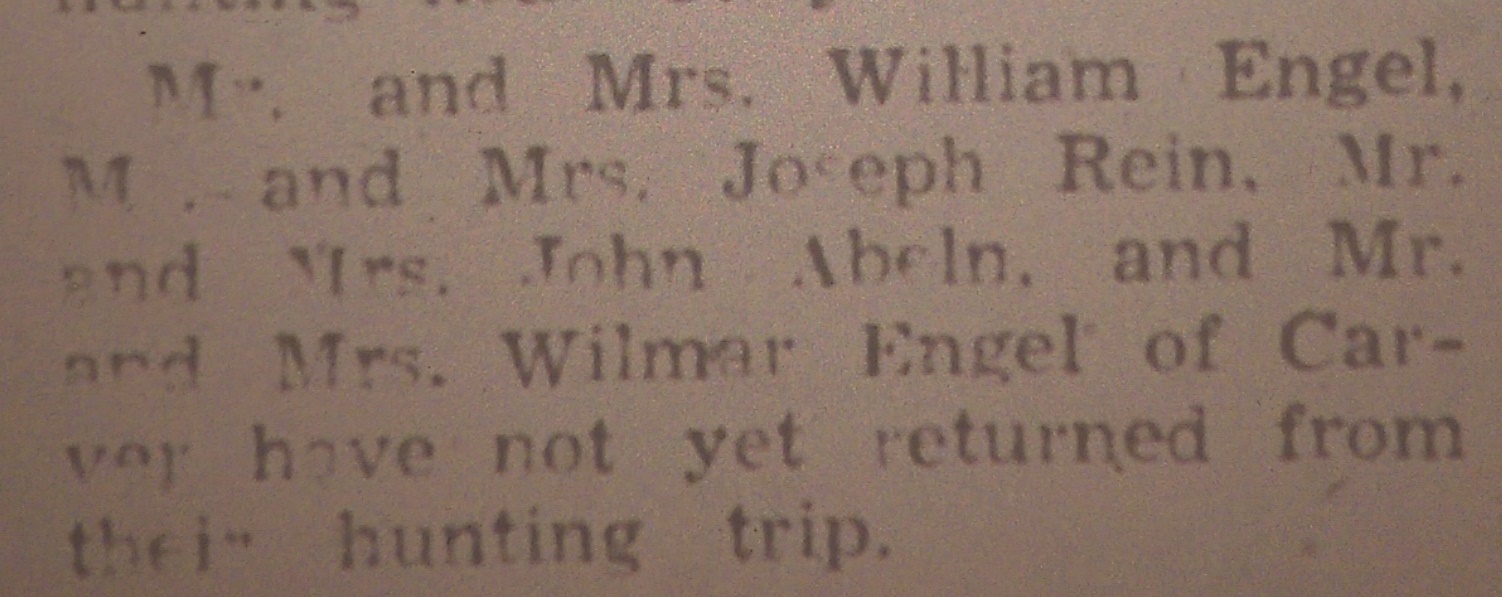 hunting
Mr. and Mrs. William Engel,
Mr. and Mrs. Joseph Rein, Mr.
and Mrs. John Abeln, and Mr.
and Mrs. Wilmar Engel of Car-
ver have not yet returned from
their hunting trip.